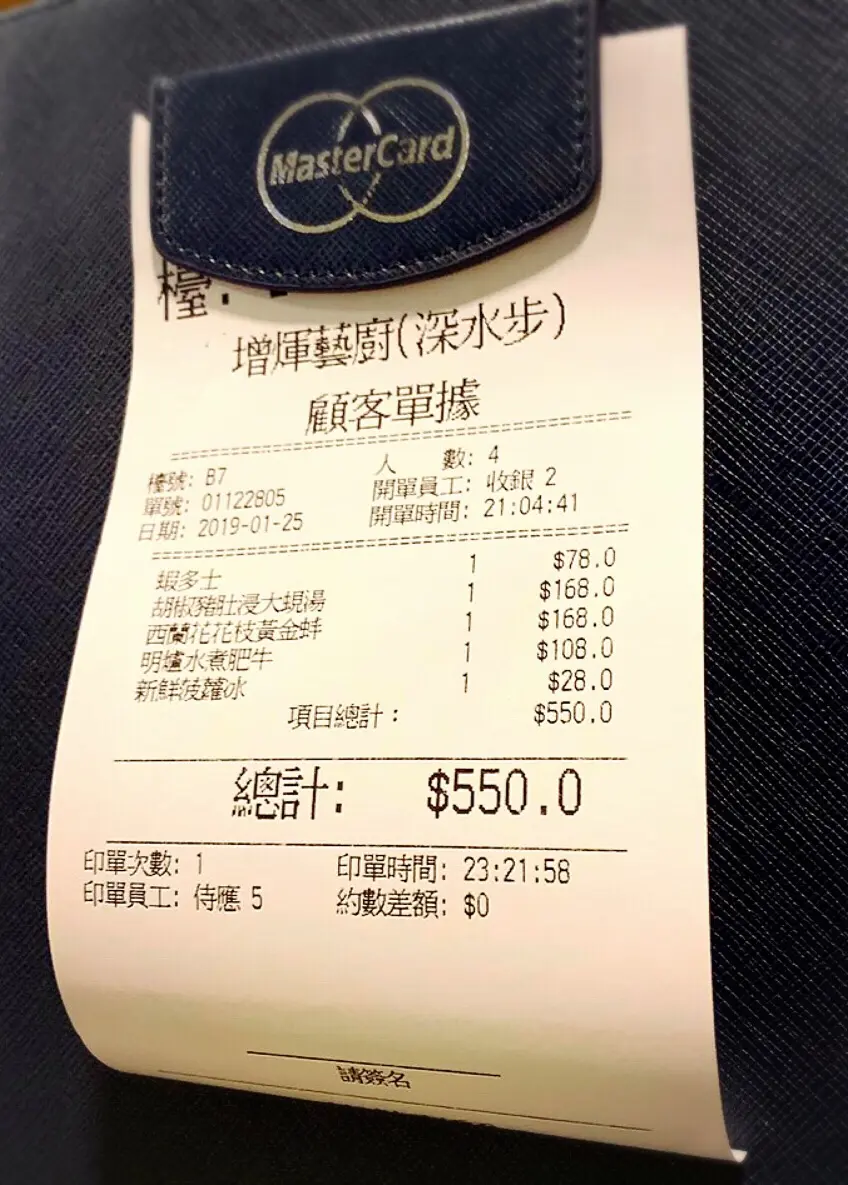 MasterCard
檯:
增煇藝廚(深水步)
顧客單據
檯號: B7 人 數: 4
單號: 01122805 開單員工: 收銀 2
日期: 2019-01-25 開單時間: 21:04:41
蝦多士 1 $78.0
胡椒豬肚浸大蜆湯 1 $168.0
西蘭花花枝黃金蚌 1 $168.0
明爐水煮肥牛 1 $108.0
新鮮菠蘿冰 1 $28.0
項目總計: $550.0
總計: $550.0
印單次數: 1 印單時間: 23:21:58
印單員工: 侍應 5 約數差額: $0
請簽名